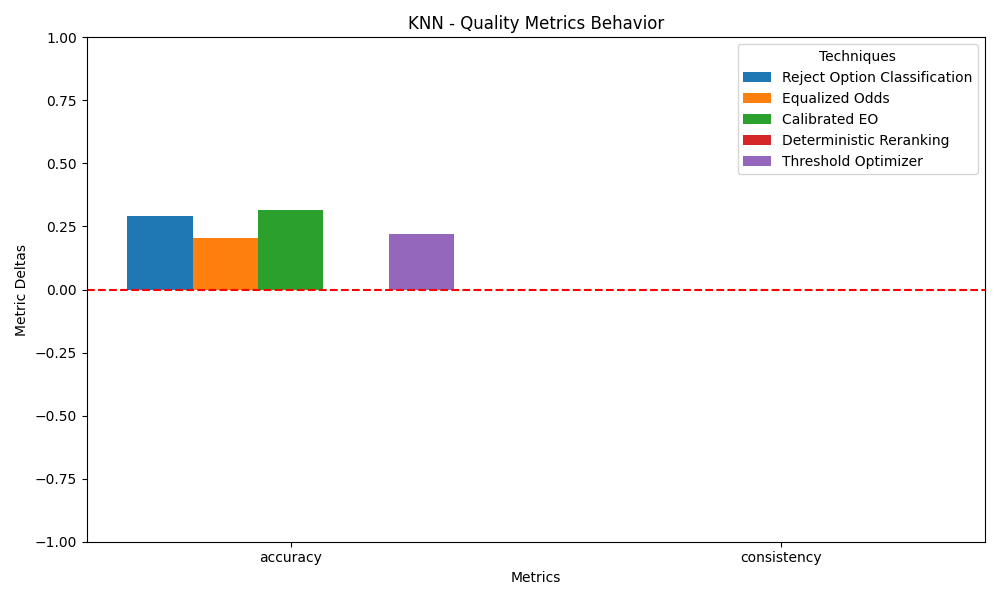 KNN - Quality Metrics Behavior
Techniques
Reject Option Classification
Equalized Odds
Calibrated EO
Deterministic Reranking
Threshold Optimizer
Metric Deltas
1.00
0.75
0.50
0.25
0.00
−0.25
−0.50
−0.75
−1.00
accuracy
consistency
Metrics